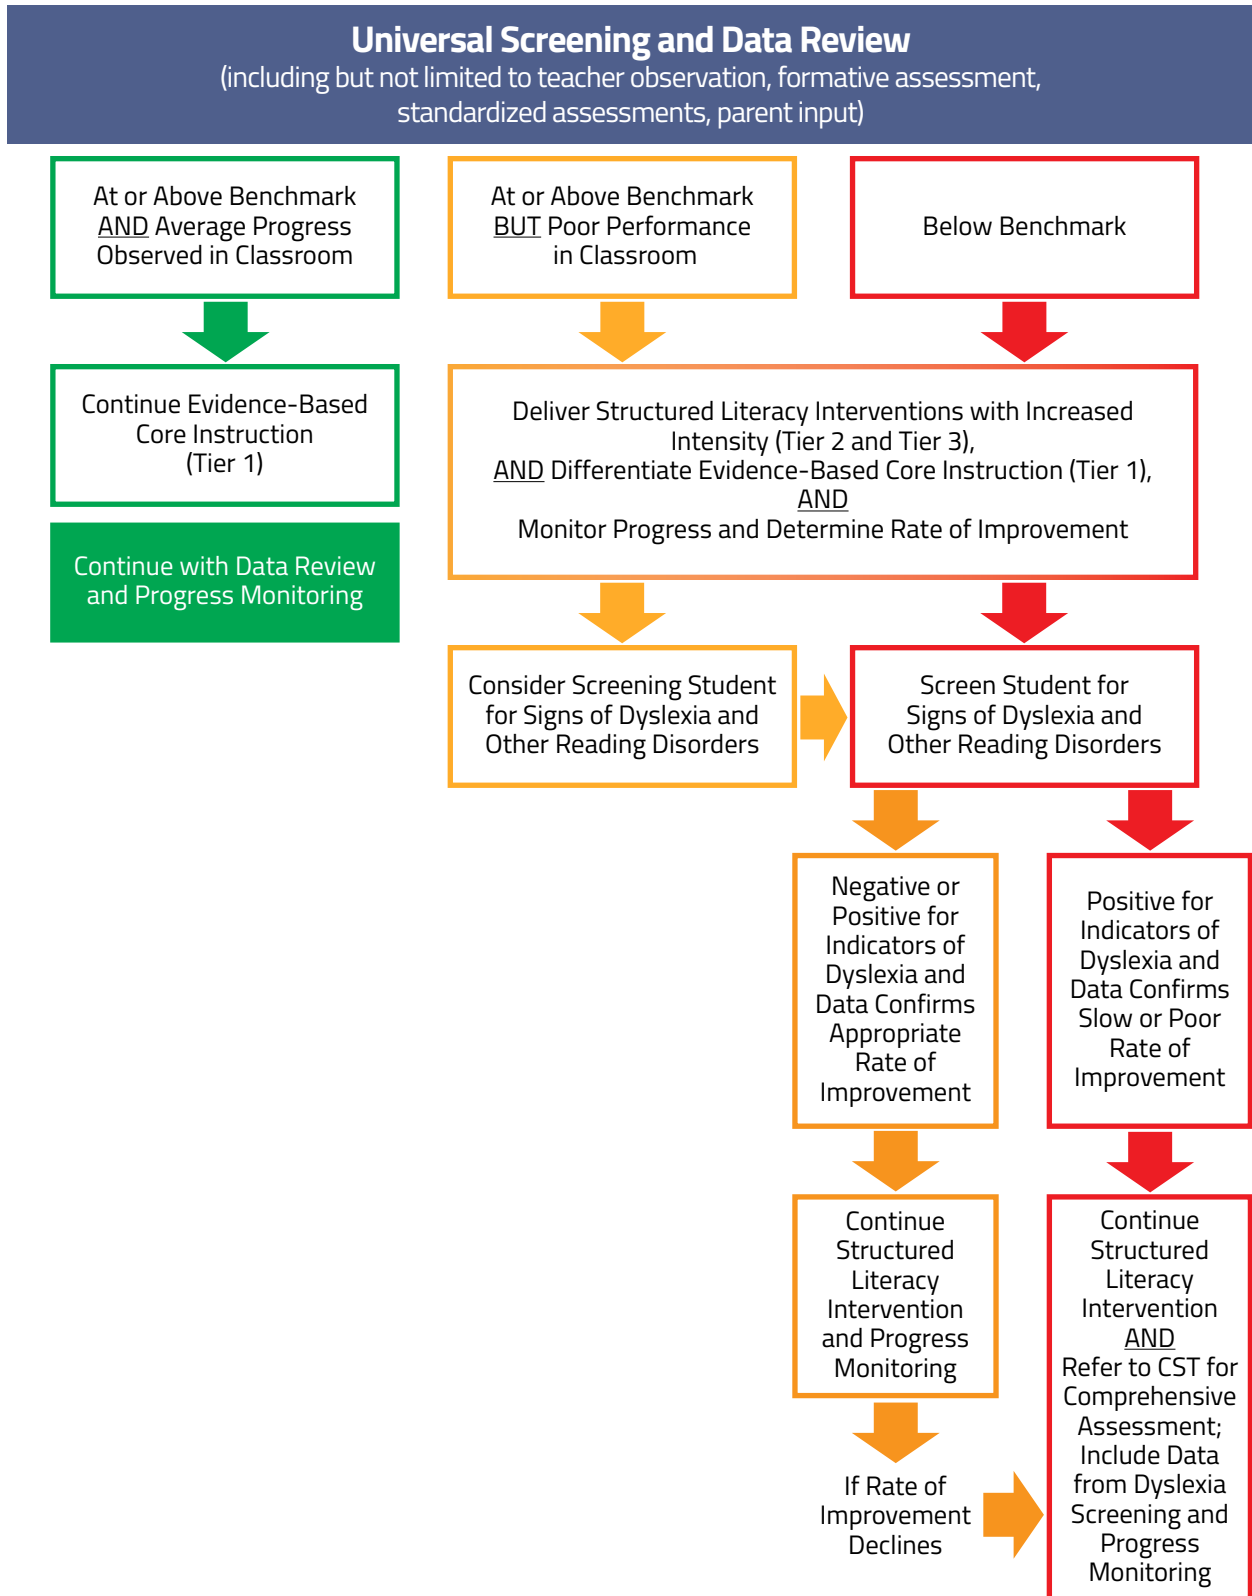 Universal Screening and Data Review
(including but not limited to teacher observation, formative assessment,
standardized assessments, parent input)
At or Above Benchmark
AND Average Progress
Observed in Classroom
At or Above Benchmark
BUT Poor Performance
in Classroom
Below Benchmark
Continue Evidence-Based
Core Instruction
(Tier 1)
Continue with Data Review
and Progress Monitoring
Deliver Structured Literacy Interventions with Increased
Intensity (Tier 2 and Tier 3),
AND Differentiate Evidence-Based Core Instruction (Tier 1),
AND
Monitor Progress and Determine Rate of Improvement
Consider Screening Student
for Signs of Dyslexia and
Other Reading Disorders
Screen Student for
Signs of Dyslexia and
Other Reading Disorders
Negative or
Positive for
Indicators of
Dyslexia and
Data Confirms
Appropriate
Rate of
Improvement
Positive for
Indicators of
Dyslexia and
Data Confirms
Slow or Poor
Rate of
Improvement
Continue
Structured
Literacy
Intervention
and Progress
Monitoring
If Rate of
Improvement
Declines
Continue
Structured
Literacy
Intervention
AND
Refer to CST for
Comprehensive
Assessment;
Include Data
from Dyslexia
Screening and
Progress
Monitoring